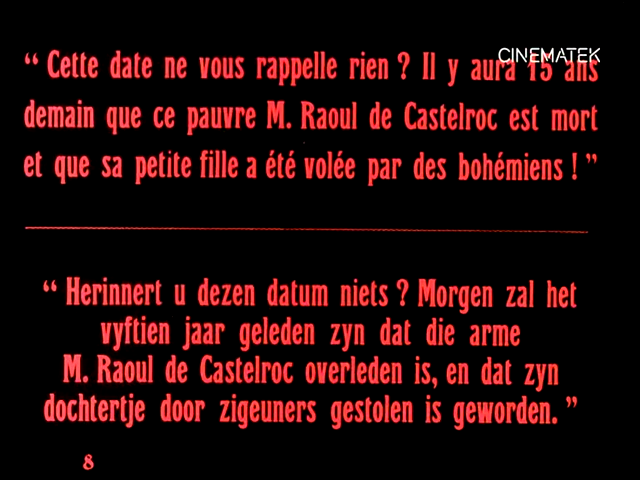 CINEMATEK
“ Cette date ne vous rappelle rien ? Il y aura 15 ans
demain que ce pauvre M. Raoul de Castelroc est mort
et que sa petite fille a été volée par des bohémiens ! ”
“ Herinnert u dezen datum niets ? Morgen zal het
vyftien jaar geleden zyn dat die arme
M. Raoul de Castelroc overleden is, en dat zyn
dochtertje door zigeuners gestolen is geworden. ”
8